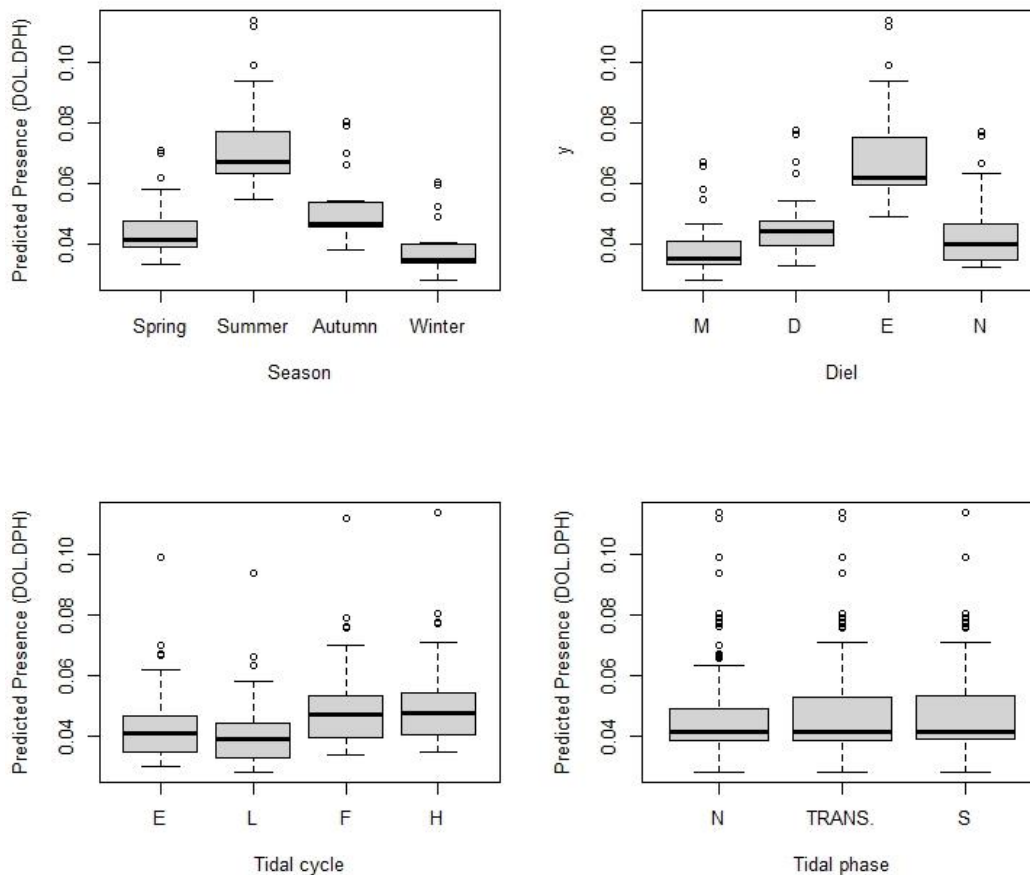 Predicted Presence (DOL.DPH)
0.10
0.08
0.06
0.04
Spring Summer Autumn Winter
Season
y
0.10
0.08
0.06
0.04
M D E N
Diel
Predicted Presence (DOL.DPH)
0.10
0.08
0.06
0.04
E L F H
Tidal cycle
Predicted Presence (DOL.DPH)
0.10
0.08
0.06
0.04
N TRANS. S
Tidal phase